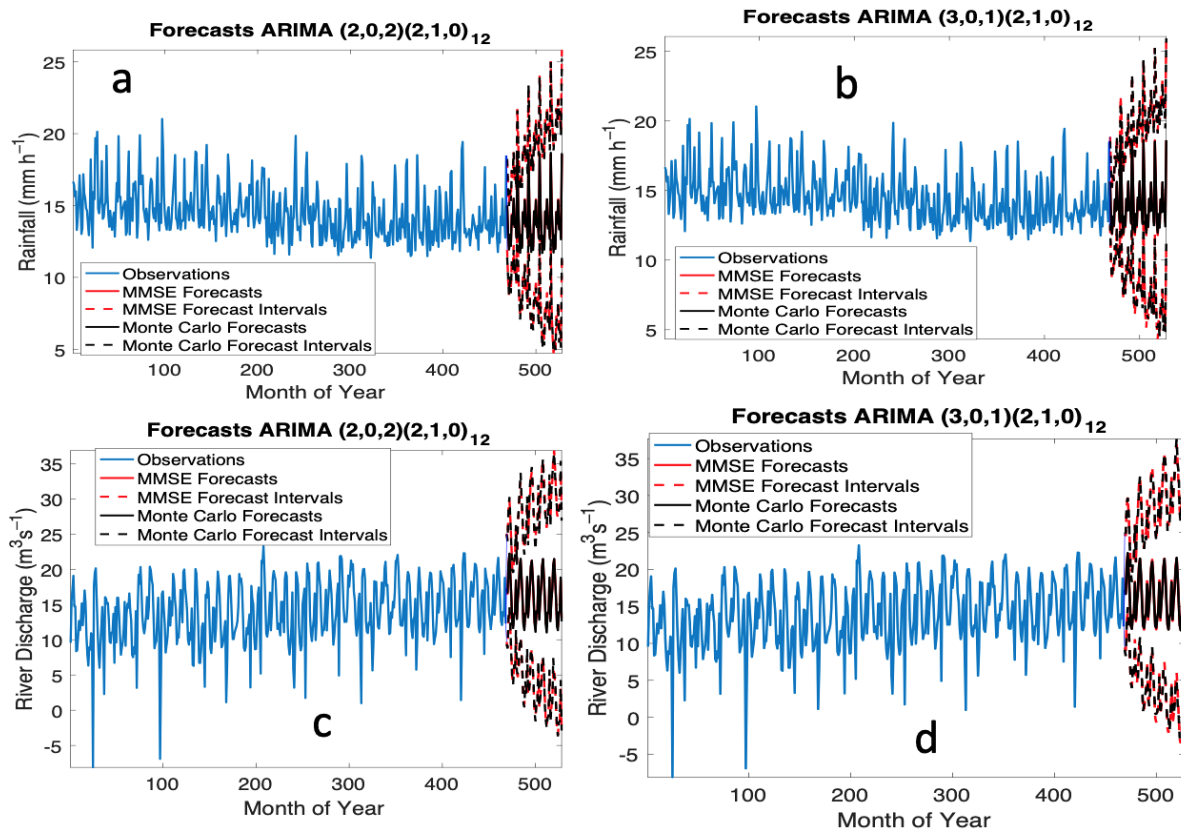 Forecasts ARIMA (2,0,2)(2,1,0)12
a
25
20
15
10
5
Rainfall (mm h−1)
Observations
MMSE Forecasts
MMSE Forecast Intervals
Monte Carlo Forecasts
Monte Carlo Forecast Intervals
100 200 300 400 500
Month of Year
Forecasts ARIMA (3,0,1)(2,1,0)12
b
25
20
15
10
5
Rainfall (mm h−1)
Observations
MMSE Forecasts
MMSE Forecast Intervals
Monte Carlo Forecasts
Monte Carlo Forecast Intervals
100 200 300 400 500
Month of Year
Forecasts ARIMA (2,0,2)(2,1,0)12
Observations
MMSE Forecasts
MMSE Forecast Intervals
Monte Carlo Forecasts
Monte Carlo Forecast Intervals
35
30
25
20
15
10
5
0
-5
River Discharge (m3s−1)
c
100 200 300 400 500
Month of Year
Forecasts ARIMA (3,0,1)(2,1,0)12
Observations
MMSE Forecasts
MMSE Forecast Intervals
Monte Carlo Forecasts
Monte Carlo Forecast Intervals
35
30
25
20
15
10
5
0
-5
River Discharge (m3s−1)
d
100 200 300 400 500
Month of Year